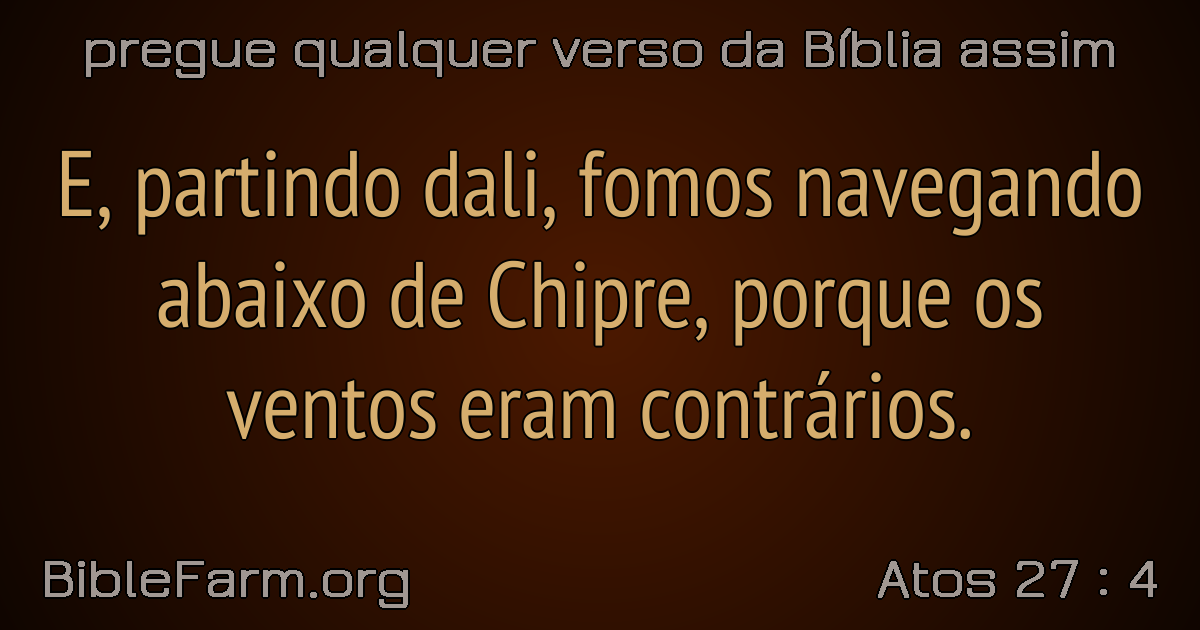 pregue qualquer verso da Bíblia assim
E, partindo dali, fomos navegando
abaixo de Chipre, porque os
ventos eram contrários.
BibleFarm.org
Atos 27 : 4